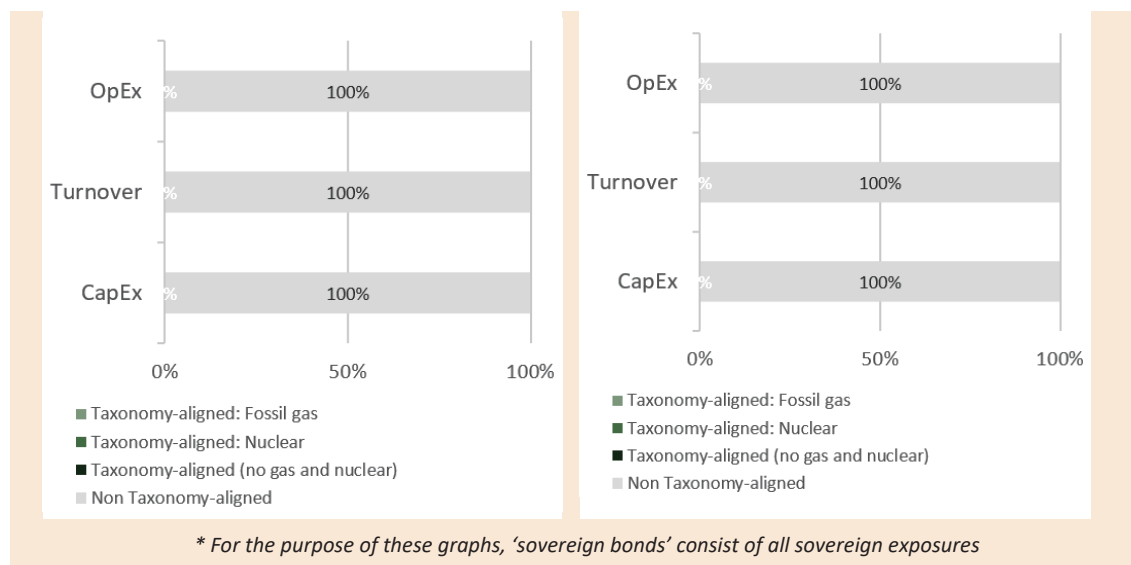 OpEx
% 100%
Turnover
% 100%
CapEx
% 100%
0% 50% 100%
Taxonomy-aligned: Fossil gas
Taxonomy-aligned: Nuclear
Taxonomy-aligned (no gas and nuclear)
Non Taxonomy-aligned
OpEx
% 100%
Turnover
% 100%
CapEx
% 100%
0% 50% 100%
Taxonomy-aligned: Fossil gas
Taxonomy-aligned: Nuclear
Taxonomy-aligned (no gas and nuclear)
Non Taxonomy-aligned
* For the purpose of these graphs, ‘sovereign bonds’ consist of all sovereign exposures